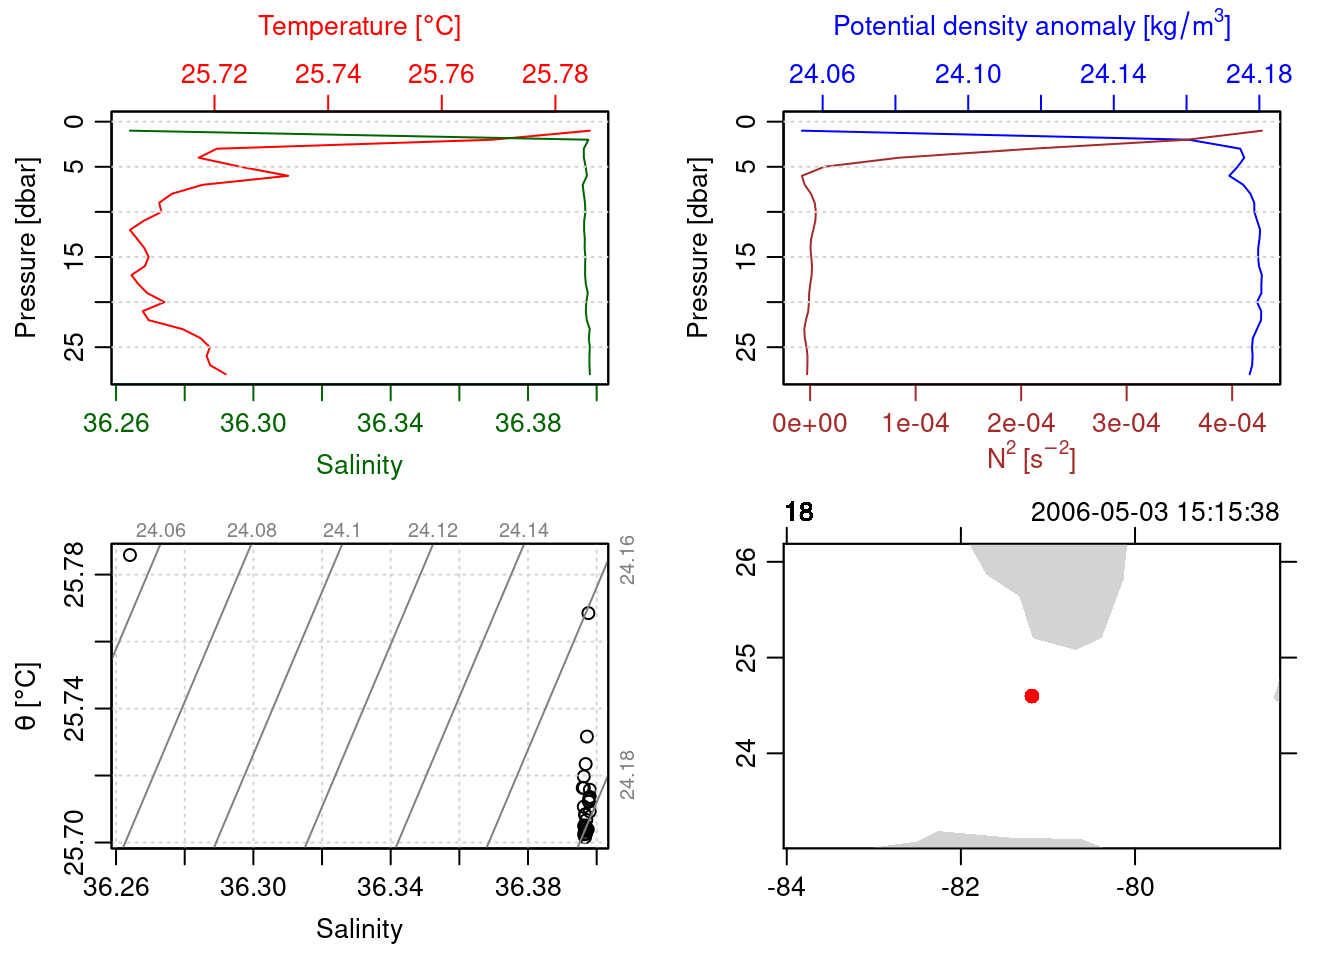 Temperature [°C]
25.72 25.74 25.76 25.78
Pressure [dbar]
0
5
15
25
36.26 36.30 36.34 36.38
Salinity
Potential density anomaly [kg/m³]
24.06 24.10 24.14 24.18
Pressure [dbar]
0
5
15
25
0e+00 1e-04 2e-04 3e-04 4e-04
N² [s⁻²]
24.06 24.08 24.1 24.12 24.14
24.16
24.18
θ [°C]
25.78
25.74
25.70
36.26 36.30 36.34 36.38
Salinity
18 2006-05-03 15:15:38
26
25
24
-84 -82 -80